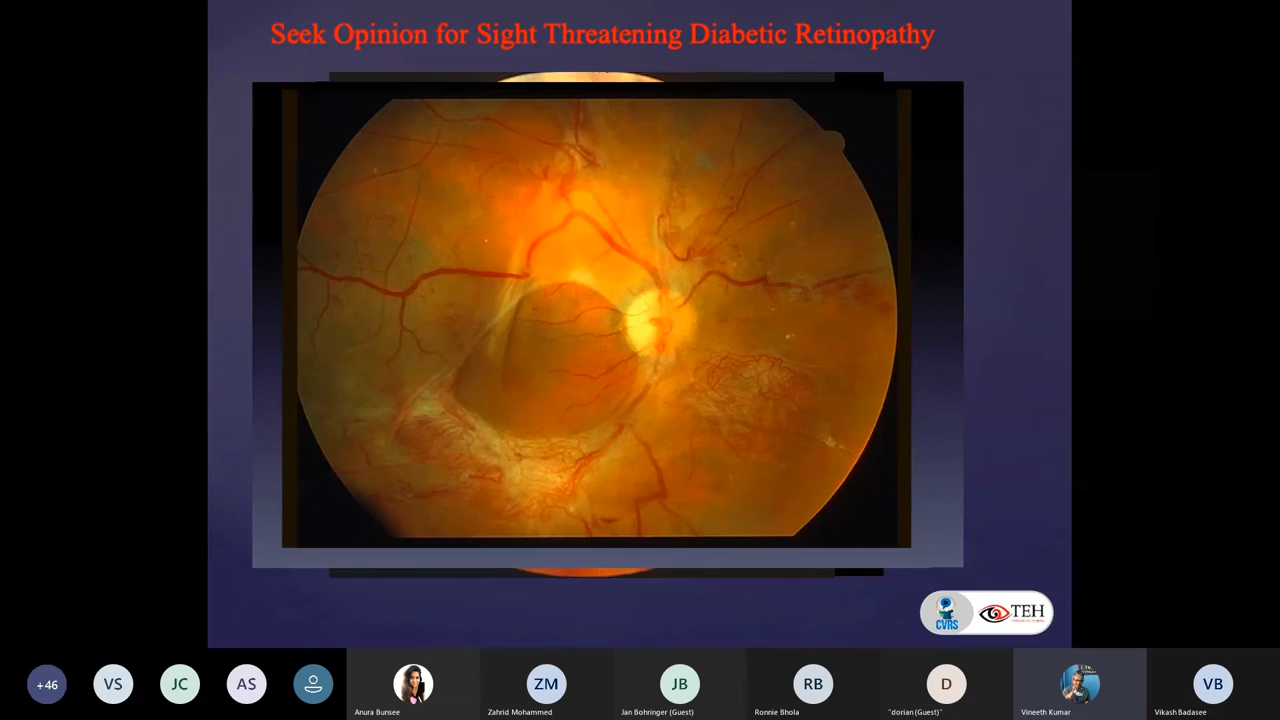 Seek Opinion for Sight Threatening Diabetic Retinopathy
CVRS
TEH
+46
VS
JC
AS
ZM
JB
RB
D
VB
Anura Bunsee
Zahrid Mohammed
Jan Bohringer (Guest)
Ronnie Bhola
"dorian (Guest)"
Vineeth Kumar
Vikash Badasee